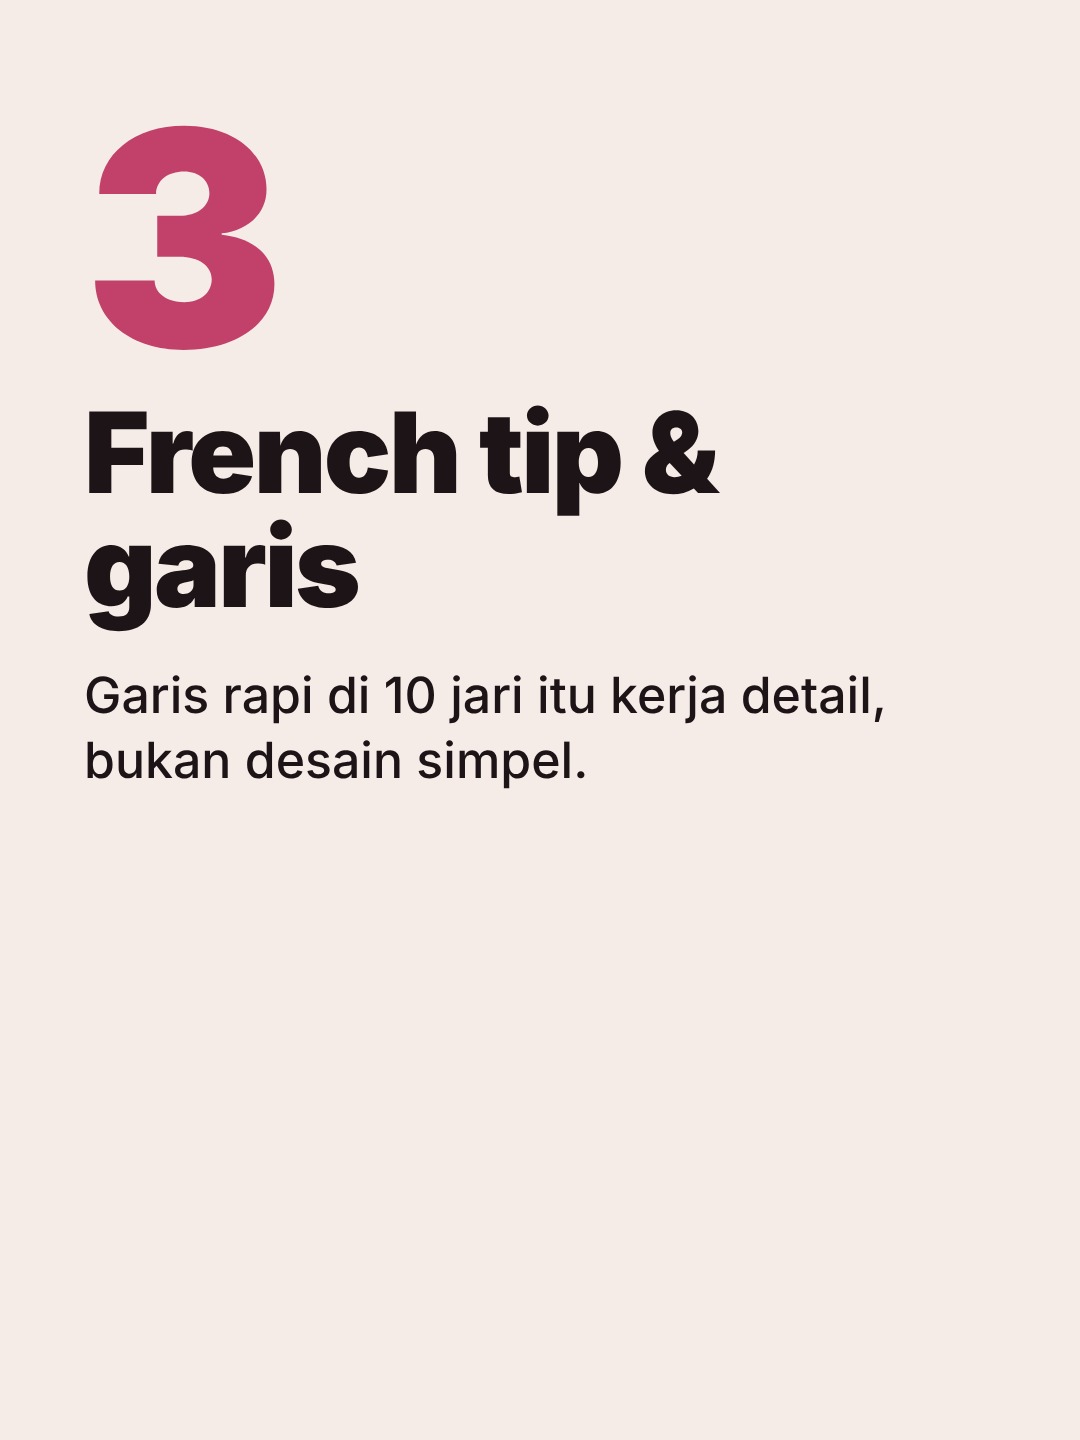 3
French tip &
garis
Garis rapi di 10 jari itu kerja detail,
bukan desain simpel.